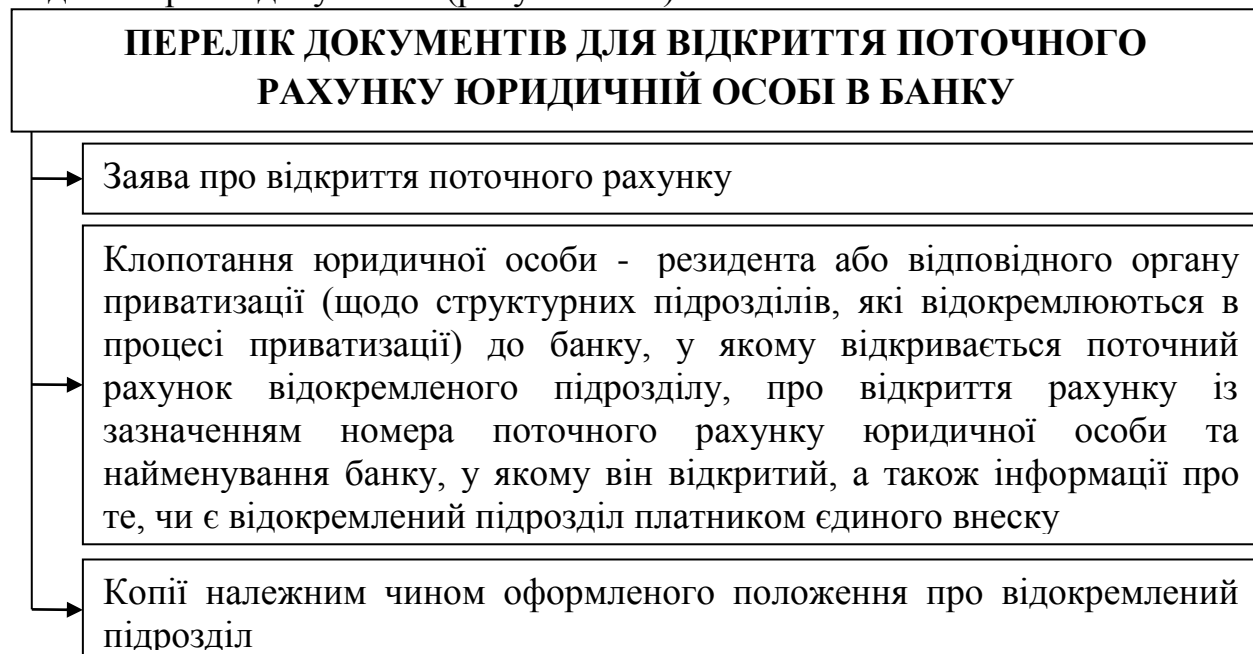 ПЕРЕЛІК ДОКУМЕНТІВ ДЛЯ ВІДКРИТТЯ ПОТОЧНОГО
РАХУНКУ ЮРИДИЧНІЙ ОСОБІ В БАНКУ
Заява про відкриття поточного рахунку
Клопотання юридичної особи - резидента або відповідного органу
приватизації (щодо структурних підрозділів, які відокремлюються в
процесі приватизації) до банку, у якому відкривається поточний
рахунок відокремленого підрозділу, про відкриття рахунку із
зазначенням номера поточного рахунку юридичної особи та
найменування банку, у якому він відкритий, а також інформації про
те, чи є відокремлений підрозділ платником єдиного внеску
Копії належним чином оформленого положення про відокремлений
підрозділ